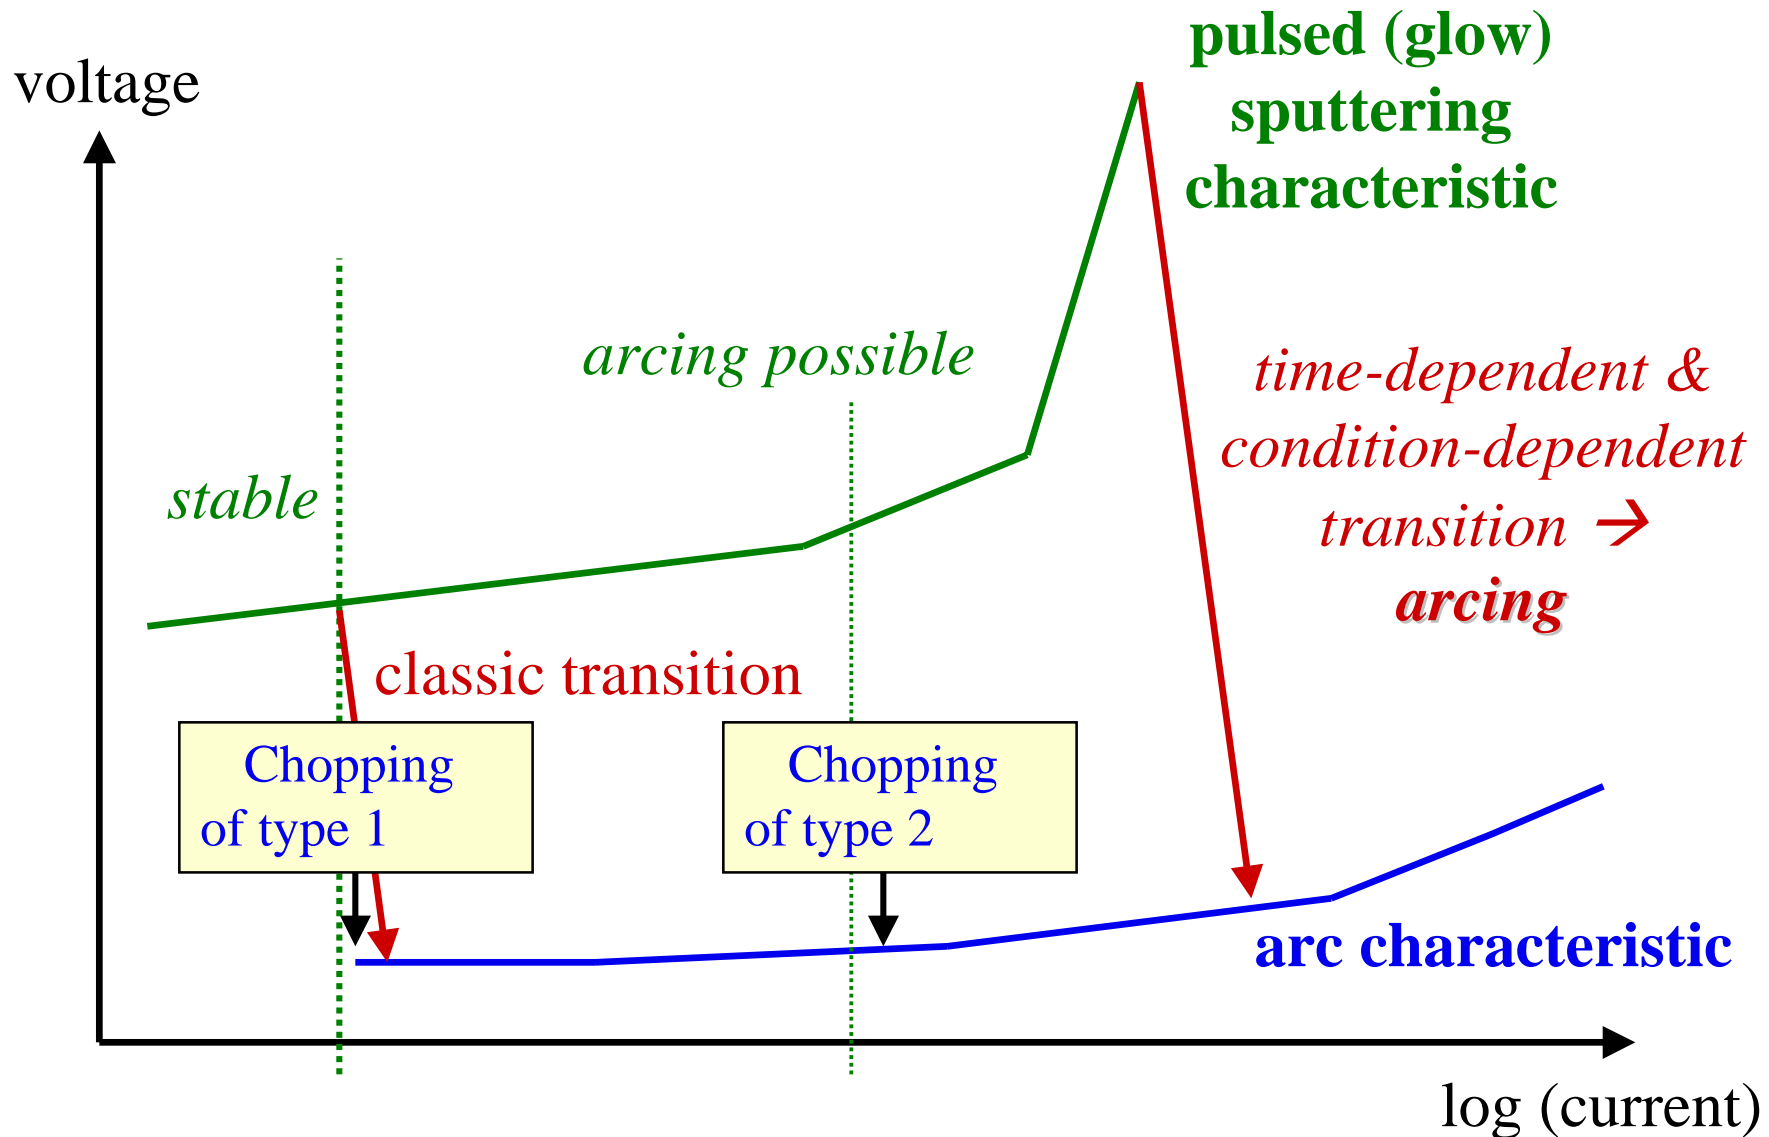 pulsed (glow)
sputtering
characteristic
voltage
arcing possible
time-dependent &
condition-dependent
transition →
arcing
stable
classic transition
Chopping
of type 1
Chopping
of type 2
arc characteristic
log (current)